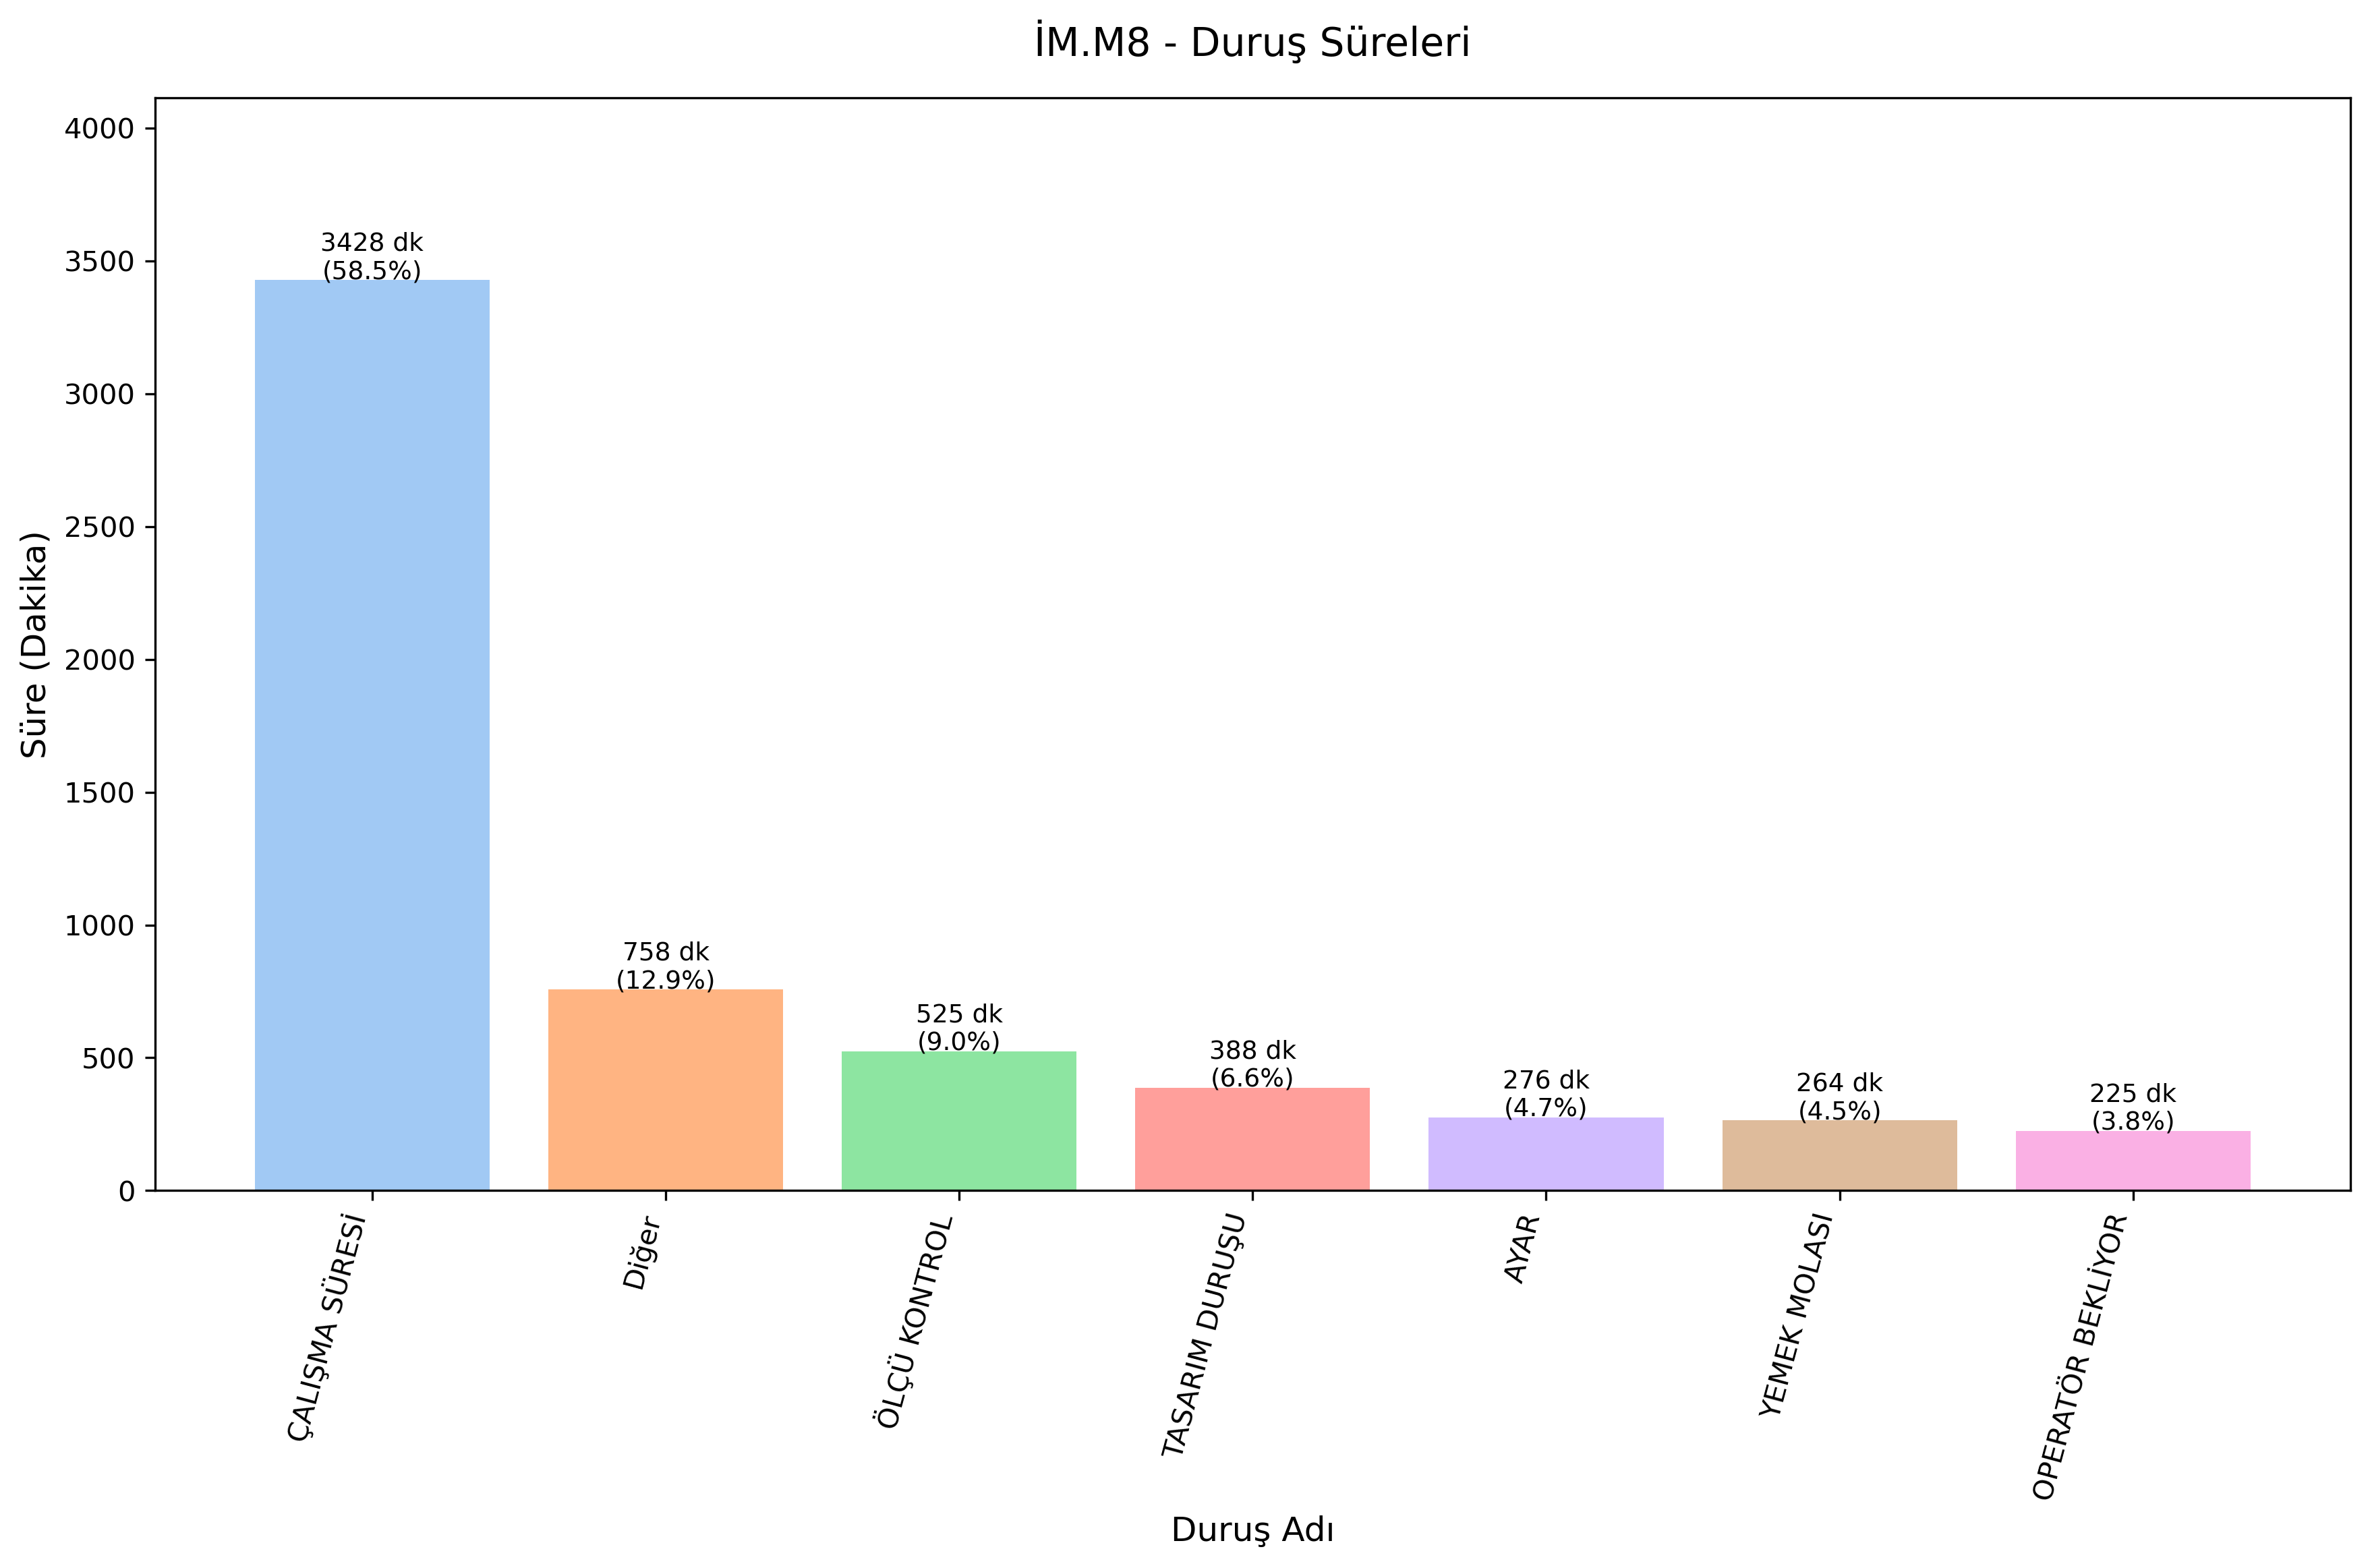 İM.M8 - Duruş Süreleri
Süre (Dakika)
4000
3500
3000
2500
2000
1500
1000
500
0
3428 dk
(58.5%)
758 dk
(12.9%)
525 dk
(9.0%)
388 dk
(6.6%)
276 dk
(4.7%)
264 dk
(4.5%)
225 dk
(3.8%)
ÇALIŞMA SÜRESİ
Diğer
ÖLÇÜ KONTROL
TASARIM DURUŞU
AYAR
YEMEK MOLASI
OPERATÖR BEKLİYOR
Duruş Adı